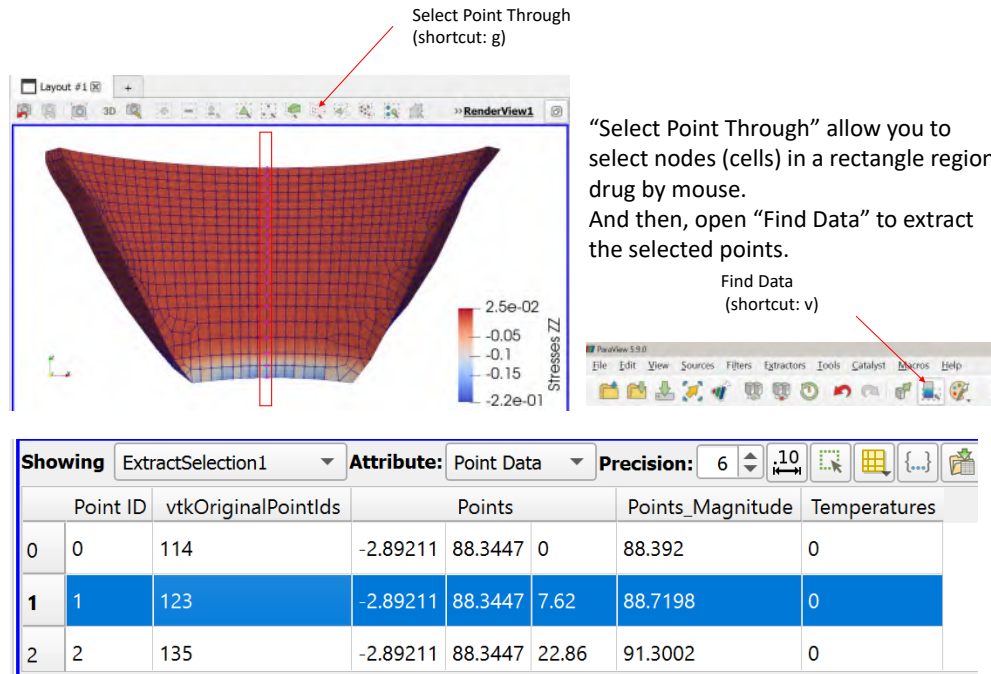 Select Point Through
(shortcut: g)
Layout #1
+
3D
»RenderView1
“Select Point Through” allow you to
select nodes (cells) in a rectangle region
drug by mouse.
And then, open “Find Data” to extract
the selected points.
2.5e-02
-0.05
-0.1
-0.15
-2.2e-01
Stresses ZZ
Find Data
(shortcut: v)
ParaView 5.9.0
File Edit View Sources Filters Extractors Tools Catalyst Macros Help
Showing ExtractSelection1 Attribute: Point Data Precision: 6 .10 {...}
Point ID vtkOriginalPointIds Points Points_Magnitude Temperatures
0 0 114 -2.89211 88.3447 0 88.392 0
1 1 123 -2.89211 88.3447 7.62 88.7198 0
2 2 135 -2.89211 88.3447 22.86 91.3002 0